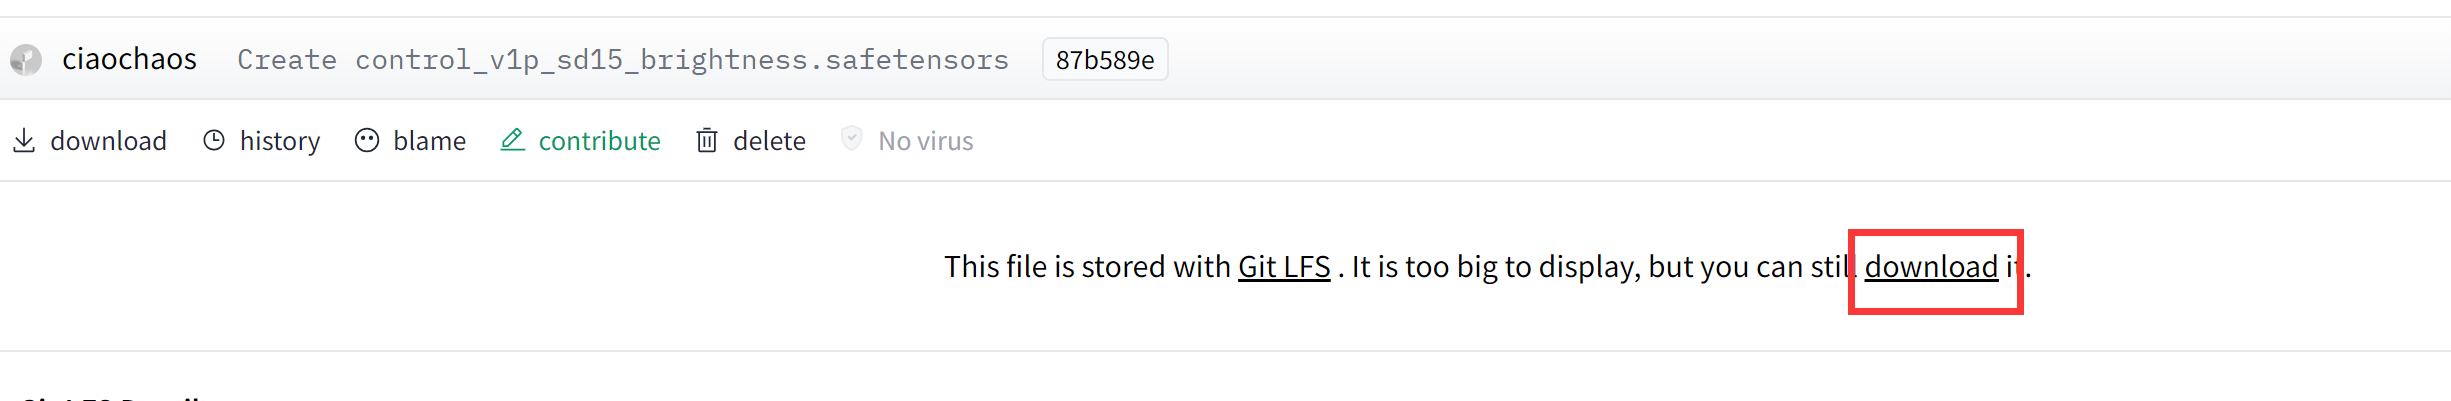 ciaochaos Create control_v1p_sd15_brightness.safetensors 87b589e
download history blame contribute delete No virus
This file is stored with Git LFS . It is too big to display, but you can still download it.